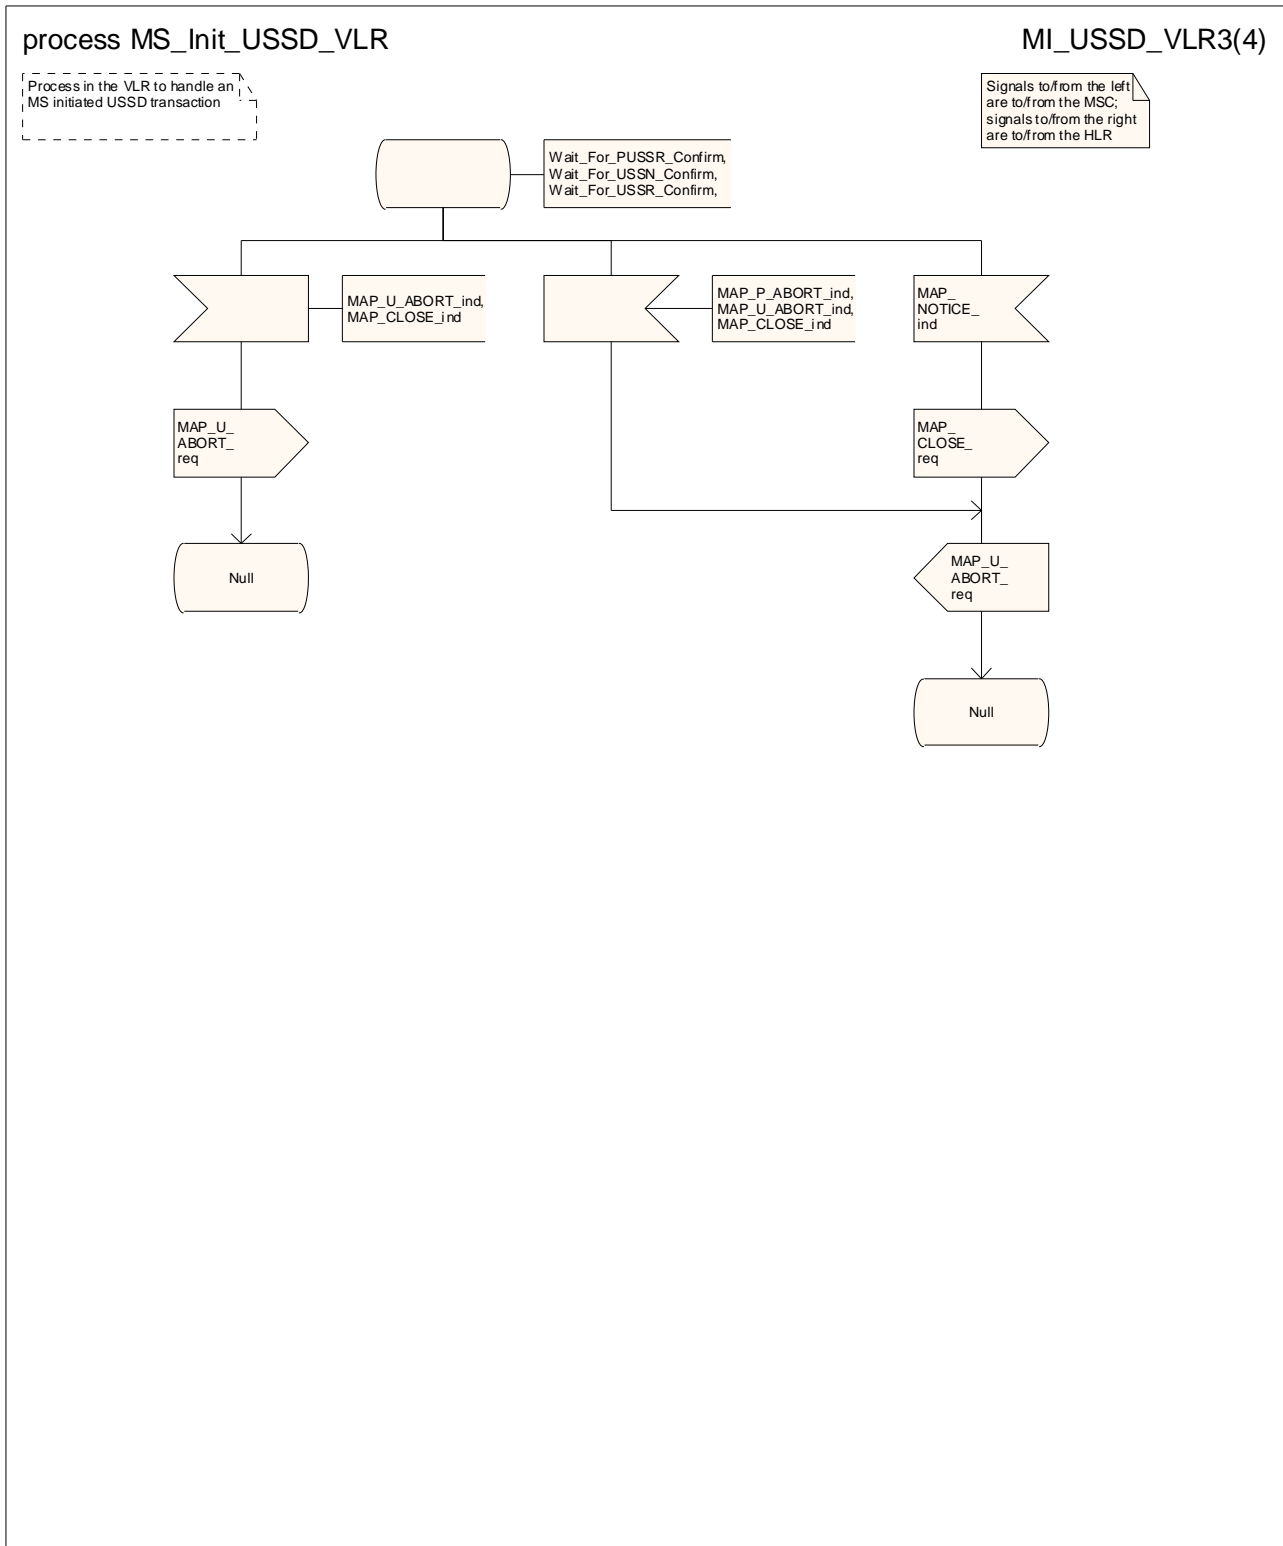 process MS_Init_USSD_VLR
MI_USSD_VLR3(4)
Process in the VLR to handle an
MS initiated USSD transaction
Signals to/from the left
are to/from the MSC;
signals to/from the right
are to/from the HLR
Wait_For_PUSSR_Confirm,
Wait_For_USSN_Confirm,
Wait_For_USSR_Confirm,
MAP_U_ABORT_ind,
MAP_CLOSE_ind
MAP_P_ABORT_ind,
MAP_U_ABORT_ind,
MAP_CLOSE_ind
MAP_
NOTICE_
ind
MAP_U_
ABORT_
req
MAP_
CLOSE_
req
Null
MAP_U_
ABORT_
req
Null